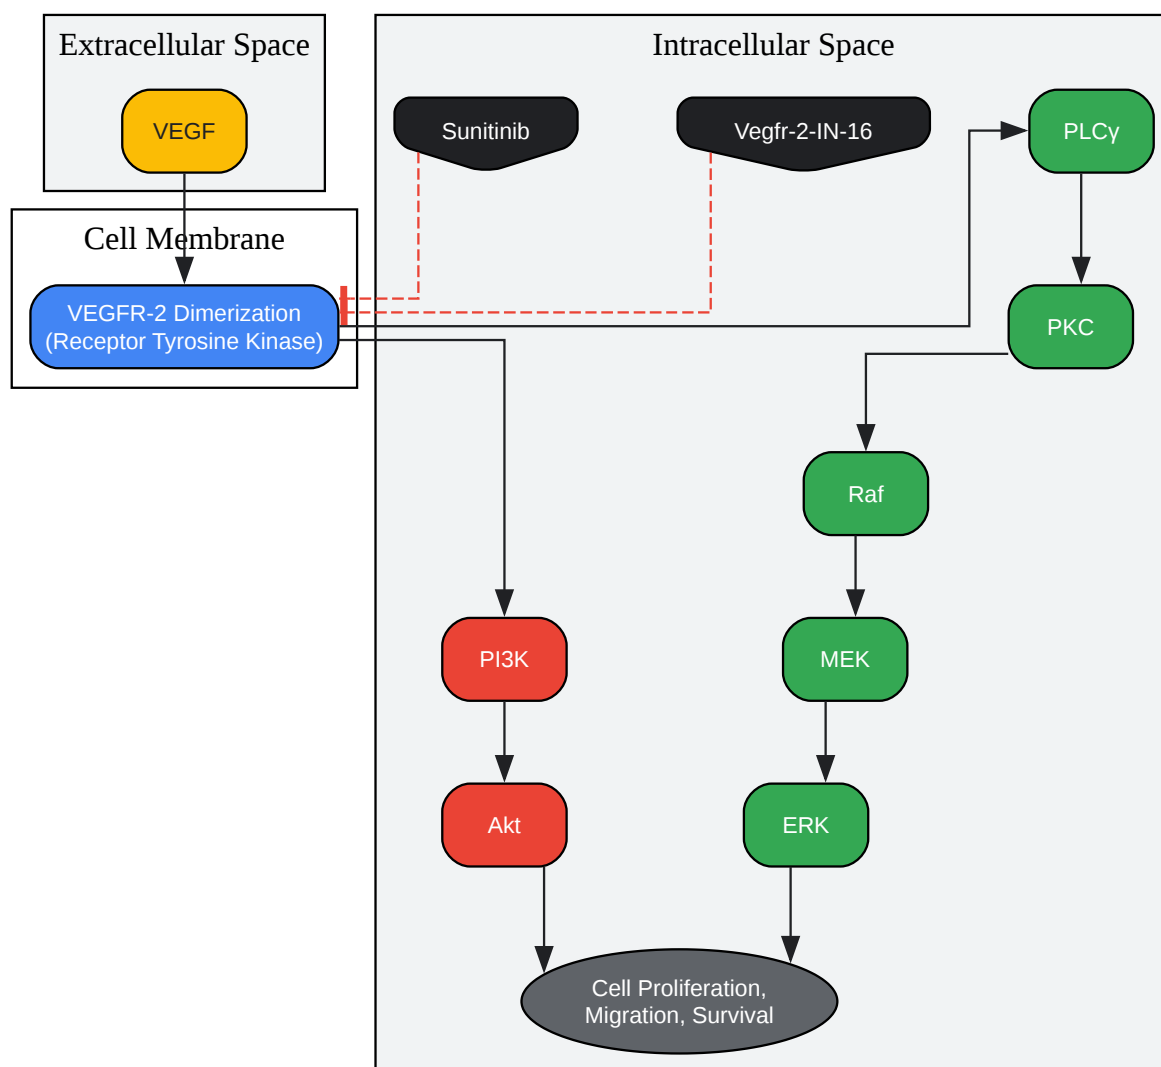 Extracellular Space
Intracellular Space
VEGF
Sunitinib
Vegfr-2-IN-16
PLCγ
Cell Membrane
VEGFR-2 Dimerization
(Receptor Tyrosine Kinase)
PKC
Raf
PI3K
MEK
Akt
ERK
Cell Proliferation,
Migration, Survival